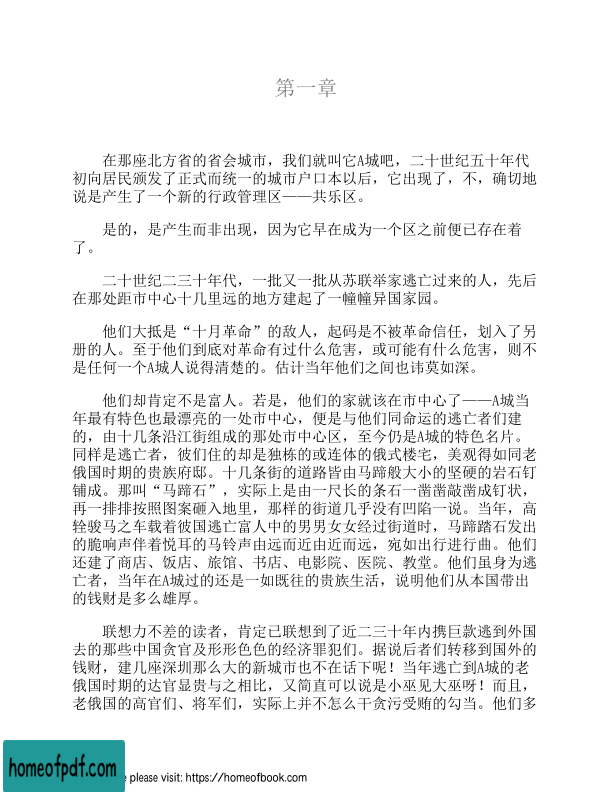 第一章
在那座北方省的省会城市，我们就叫它A城吧，二十世纪五十年代
初向居民颁发了正式而统一的城市户口本以后，它出现了，不，确切地
说是产生了一个新的行政管理区——共乐区。
是的，是产生而非出现，因为它早在成为一个区之前便已存在着
了。
二十世纪二三十年代，一批又一批从苏联举家逃亡过来的人，先后
在那处距市中心十几里远的地方建起了一幢幢异国家园。
他们大抵是“十月革命”的敌人，起码是不被革命信任，划入了另
册的人。至于他们到底对革命有过什么危害，或可能有什么危害，则不
是任何一个A城人说得清楚的。估计当年他们之间也讳莫如深。
他们却肯定不是富人。若是，他们的家就该在市中心了——A城当
年最有特色也最漂亮的一处市中心，便是与他们同命运的逃亡者们建
的，由十几条沿江街组成的那处市中心区，至今仍是A城的特色名片。
同样是逃亡者，彼们住的却是独栋的或连体的俄式楼宅，美观得如同老
俄国时期的贵族府邸。十几条街的道路皆由马蹄般大小的坚硬的岩石钉
铺成。那叫“马蹄石”，实际上是由一尺长的条石一凿凿敲凿成钉状，
再一排排按照图案砸入地里，那样的街道几乎没有凹陷一说。当年，高
轻骏马之车载着彼国逃亡富人中的男男女女经过街道时，马蹄踏石发出
的脆响声伴着悦耳的马铃声由远而近由近而远，宛如出行进行曲。他们
还建了商店、饭店、旅馆、书店、电影院、医院、教堂。他们虽身为逃
亡者，当年在A城过的还是一如既往的贵族生活，说明他们从本国带出
的钱财是多么雄厚。
联想力不差的读者，肯定已联想到了近二三十年内携巨款逃到外国
去的那些中国贪官及形形色色的经济罪犯们。据说后者们转移到国外的
钱财，建几座深圳那么大的新城市也不在话下呢！当年逃亡到A城的老
俄国时期的达官显贵与之相比，又简直可以说是小巫见大巫呀！而且，
老俄国的高官们、将军们，实际上并不怎么干贪污受贿的勾当。他们多
homeofpdf.com
e please visit: https://homeofbook.com